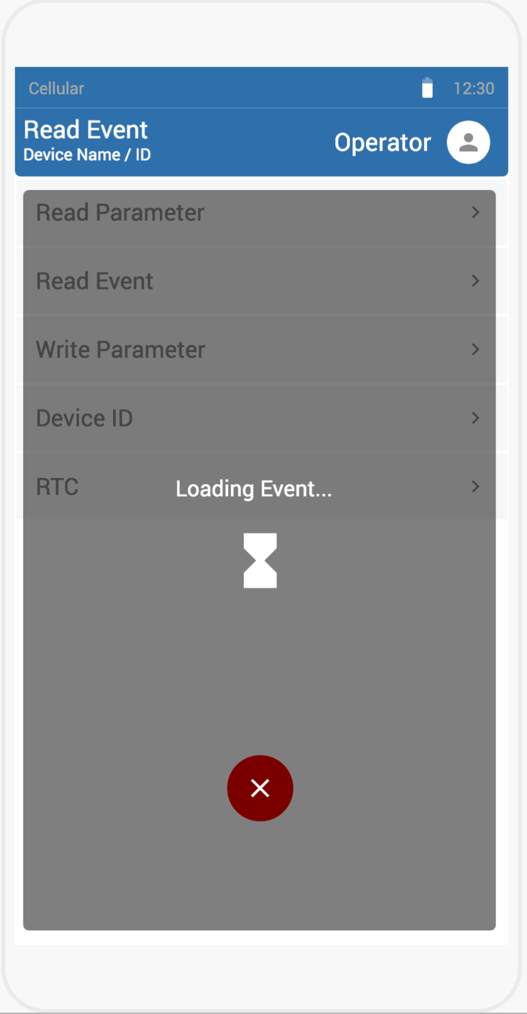 Cellular 12:30
Read Event
Device Name / ID
Operator
Read Parameter
Read Event
Write Parameter
Device ID
RTC
Loading Event...